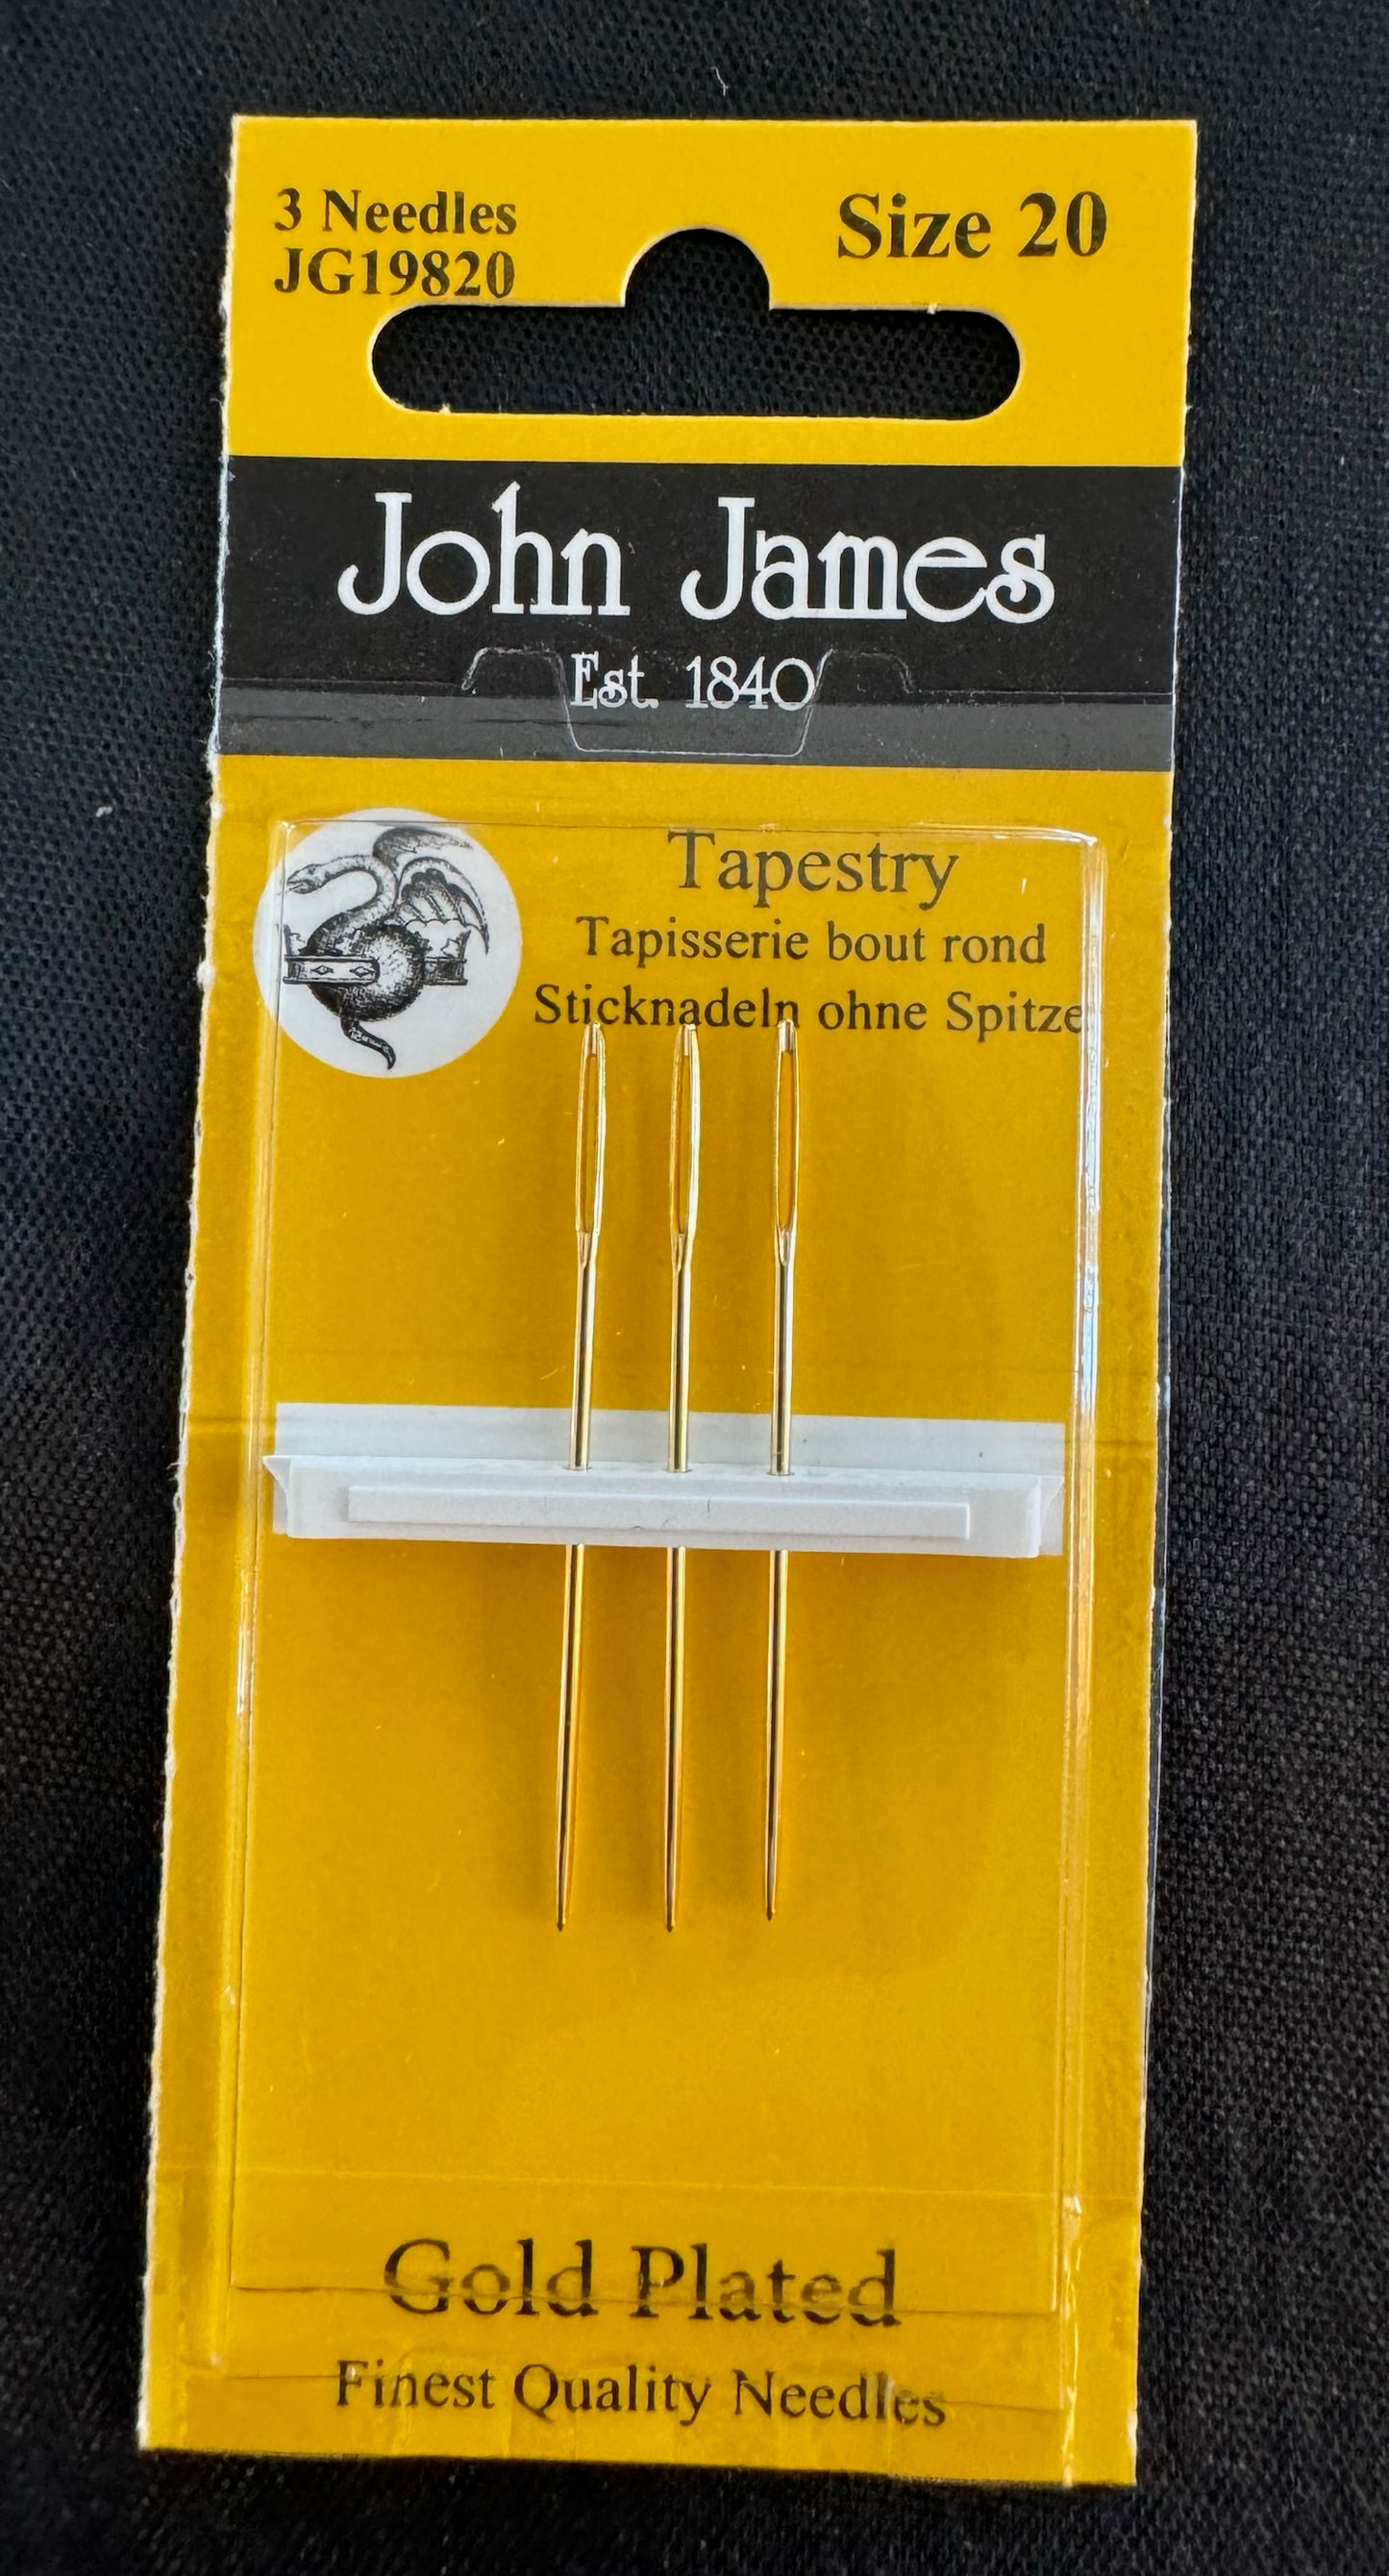 3 Needles
JG19820
Size 20
John James
Est. 1840
Tapestry
Tapisserie bout rond
Sticknadeln ohne Spitze
Gold Plated
Finest Quality Needles